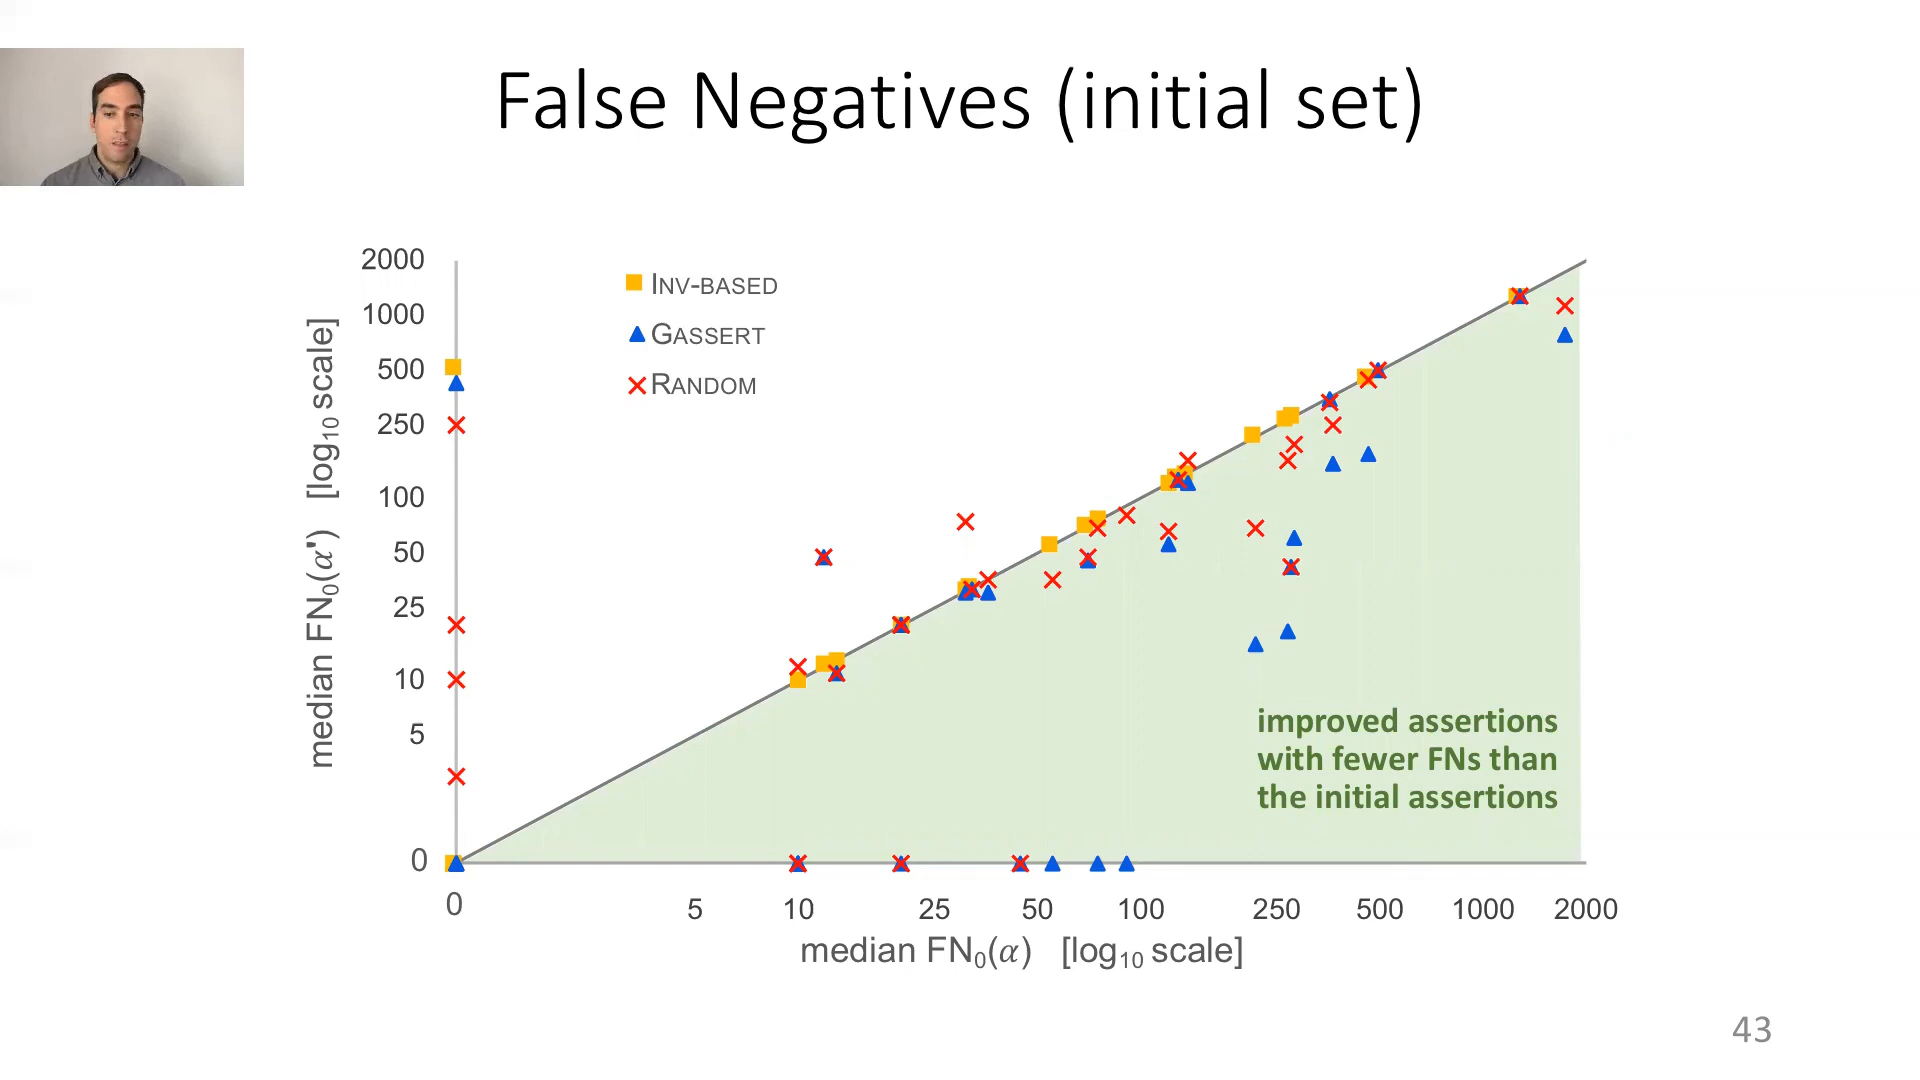 False Negatives (initial set)
2000
1000
500
250
100
50
25
10
5
0
median FN₀(α') [log₁₀ scale]
INV-BASED
GASSERT
RANDOM
improved assertions
with fewer FNs than
the initial assertions
0 5 10 25 50 100 250 500 1000 2000
median FN₀(α) [log₁₀ scale]
43